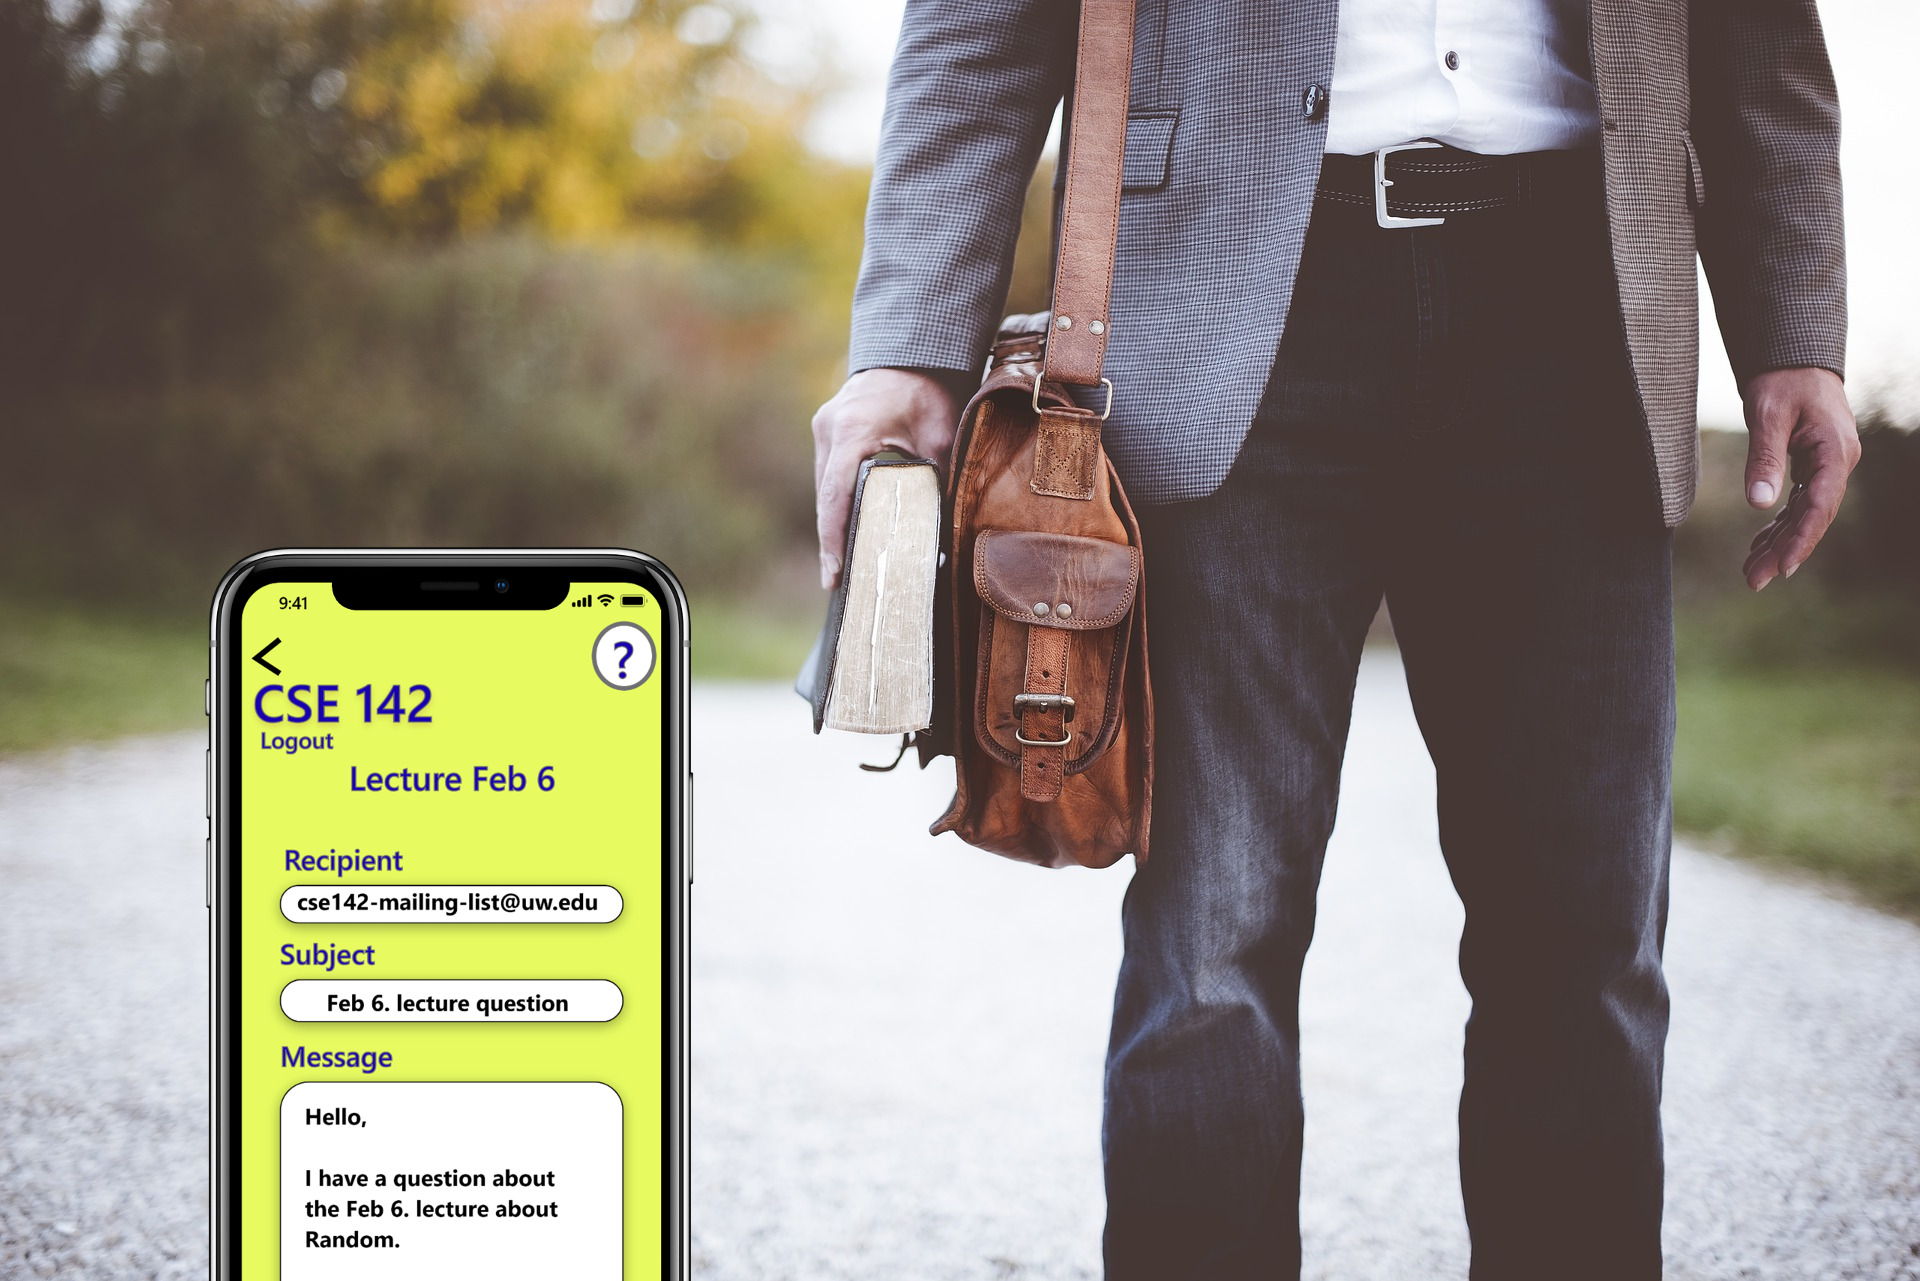 9:41
?
CSE 142
Logout
Lecture Feb 6
Recipient
cse142-mailing-list@uw.edu
Subject
Feb 6. lecture question
Message
Hello,
I have a question about
the Feb 6. lecture about
Random.